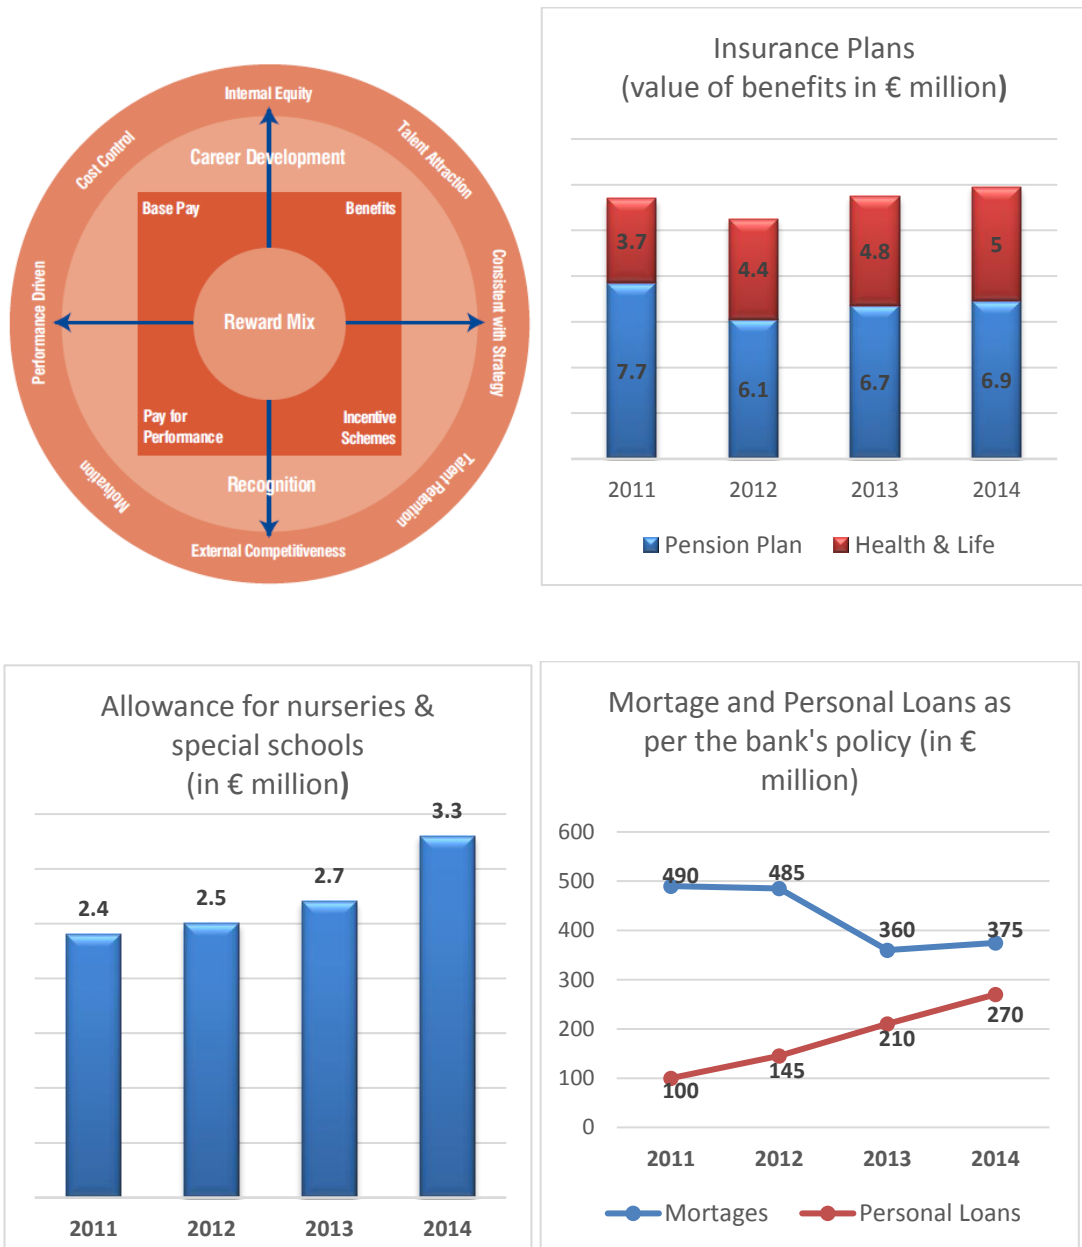 Internal Equity
Cost Control
Talent Attraction
Career Development
Base Pay
Benefits
Performance Driven
Reward Mix
Consistent with Strategy
Pay for
Performance
Incentive
Schemes
Motivation
Recognition
Talent Retention
External Competitiveness
Insurance Plans
(value of benefits in € million)
3.7
4.4
4.8
5
7.7
6.1
6.7
6.9
2011
2012
2013
2014
Pension Plan
Health & Life
Allowance for nurseries &
special schools
(in € million)
2.4
2.5
2.7
3.3
2011
2012
2013
2014
Mortage and Personal Loans as
per the bank's policy (in €
million)
600
500
400
300
200
100
0
490
485
360
375
100
145
210
270
2011
2012
2013
2014
Mortages
Personal Loans